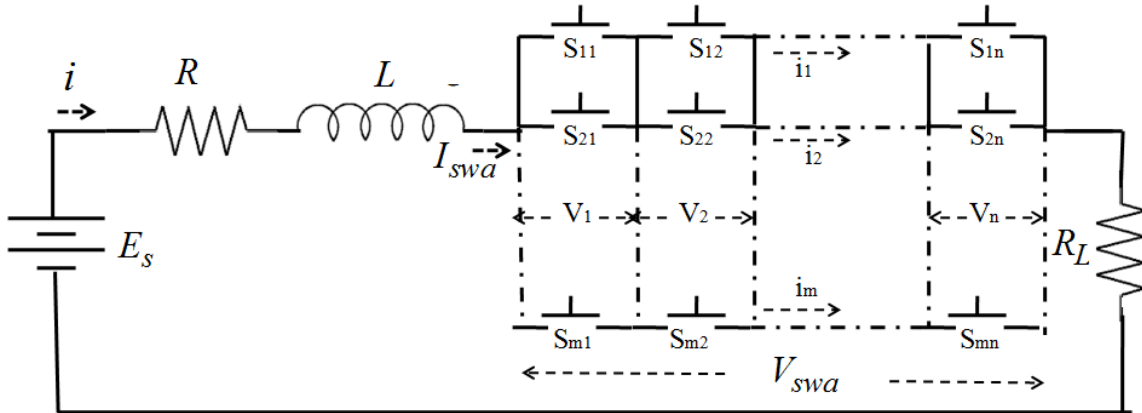 S11 S12 S1n
i1
i R L
S21 S22 S2n
Iswa i2
V1 V2 Vn
Es RL
im
Sm1 Sm2 Smn
Vswa